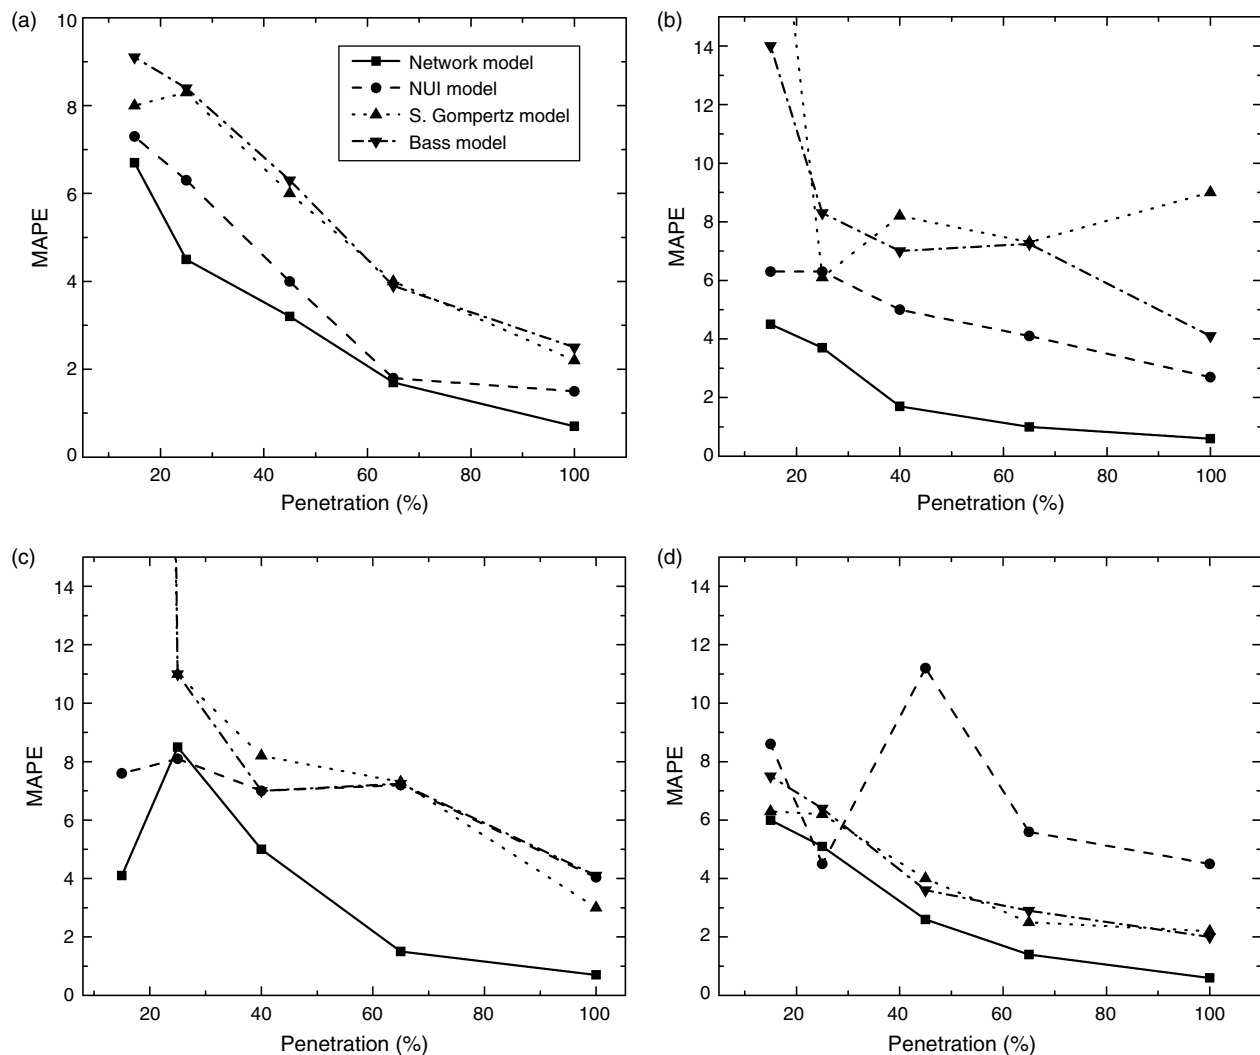 (a)
10
8
6
4
2
0
MAPE
Network model
NUI model
S. Gompertz model
Bass model
20 40 60 80 100
Penetration (%)
(b)
14
12
10
8
6
4
2
0
MAPE
20 40 60 80 100
Penetration (%)
(c)
14
12
10
8
6
4
2
0
MAPE
20 40 60 80 100
Penetration (%)
(d)
14
12
10
8
6
4
2
0
MAPE
20 40 60 80 100
Penetration (%)